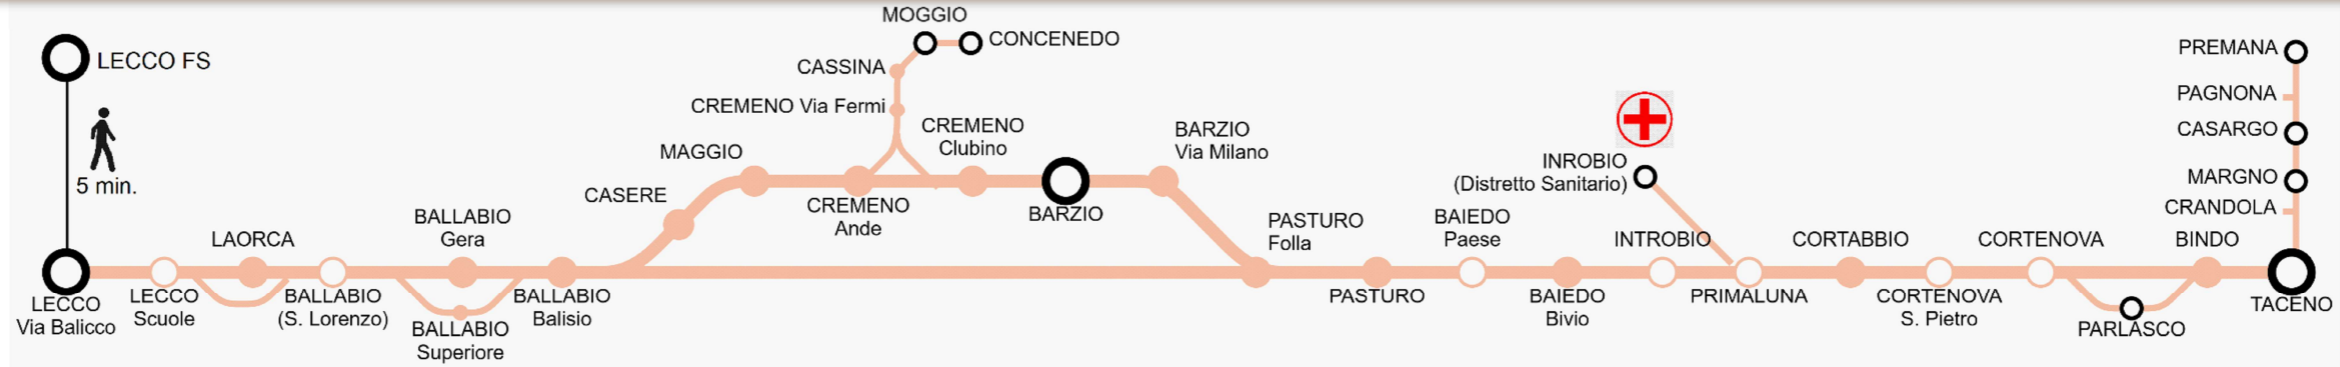 LECCO FS
5 min.
LECCO
Via Balicco
LECCO
Scuole
LAORCA
BALLABIO
(S. Lorenzo)
BALLABIO
Gera
BALLABIO
Superiore
BALLABIO
Balisio
CASERE
MAGGIO
CREMENO
Ande
CREMENO Via Fermi
CASSINA
MOGGIO
CONCENEDO
CREMENO
Clubino
BARZIO
BARZIO
Via Milano
PASTURO
Folla
PASTURO
BAIEDO
Paese
BAIEDO
Bivio
INROBIO
(Distretto Sanitario)
INTROBIO
PRIMALUNA
CORTABBIO
CORTENOVA
S. Pietro
CORTENOVA
PARLASCO
BINDO
TACENO
CRANDOLA
MARGNO
CASARGO
PAGNONA
PREMANA